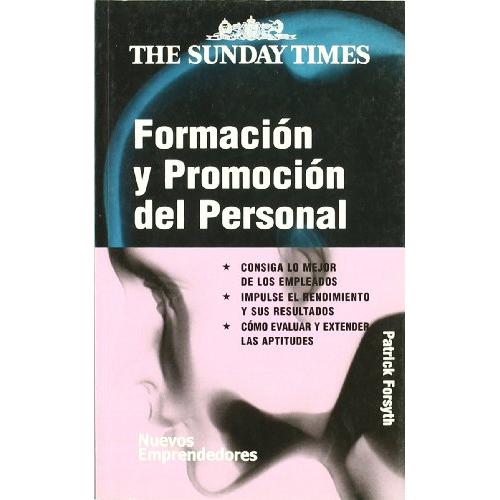 THE SUNDAY TIMES
Formación
y Promoción
del Personal
★ CONSIGA LO MEJOR
DE LOS EMPLEADOS
★ IMPULSE EL RENDIMIENTO
Y SUS RESULTADOS
★ CÓMO EVALUAR Y EXTENDER
LAS APTITUDES
Patrick Forsyth
Nuevos
Emprendedores